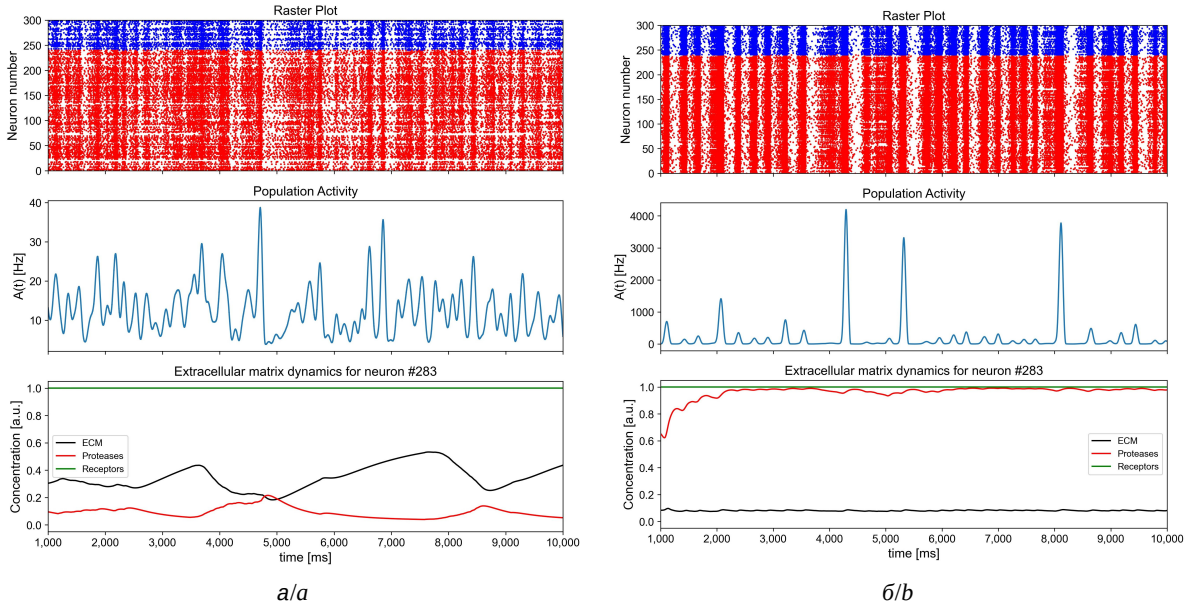 Raster Plot
300
250
200
150
100
50
0
Neuron number
Population Activity
40
30
20
10
A(t) [Hz]
Extracellular matrix dynamics for neuron #283
1.0
0.8
0.6
0.4
0.2
0.0
Concentration [a.u.]
ECM
Proteases
Receptors
1,000 2,000 3,000 4,000 5,000 6,000 7,000 8,000 9,000 10,000
time [ms]
а/a
Raster Plot
300
250
200
150
100
50
0
Neuron number
Population Activity
4000
3000
2000
1000
0
A(t) [Hz]
Extracellular matrix dynamics for neuron #283
1.0
0.8
0.6
0.4
0.2
0.0
Concentration [a.u.]
ECM
Proteases
Receptors
1,000 2,000 3,000 4,000 5,000 6,000 7,000 8,000 9,000 10,000
time [ms]
б/b